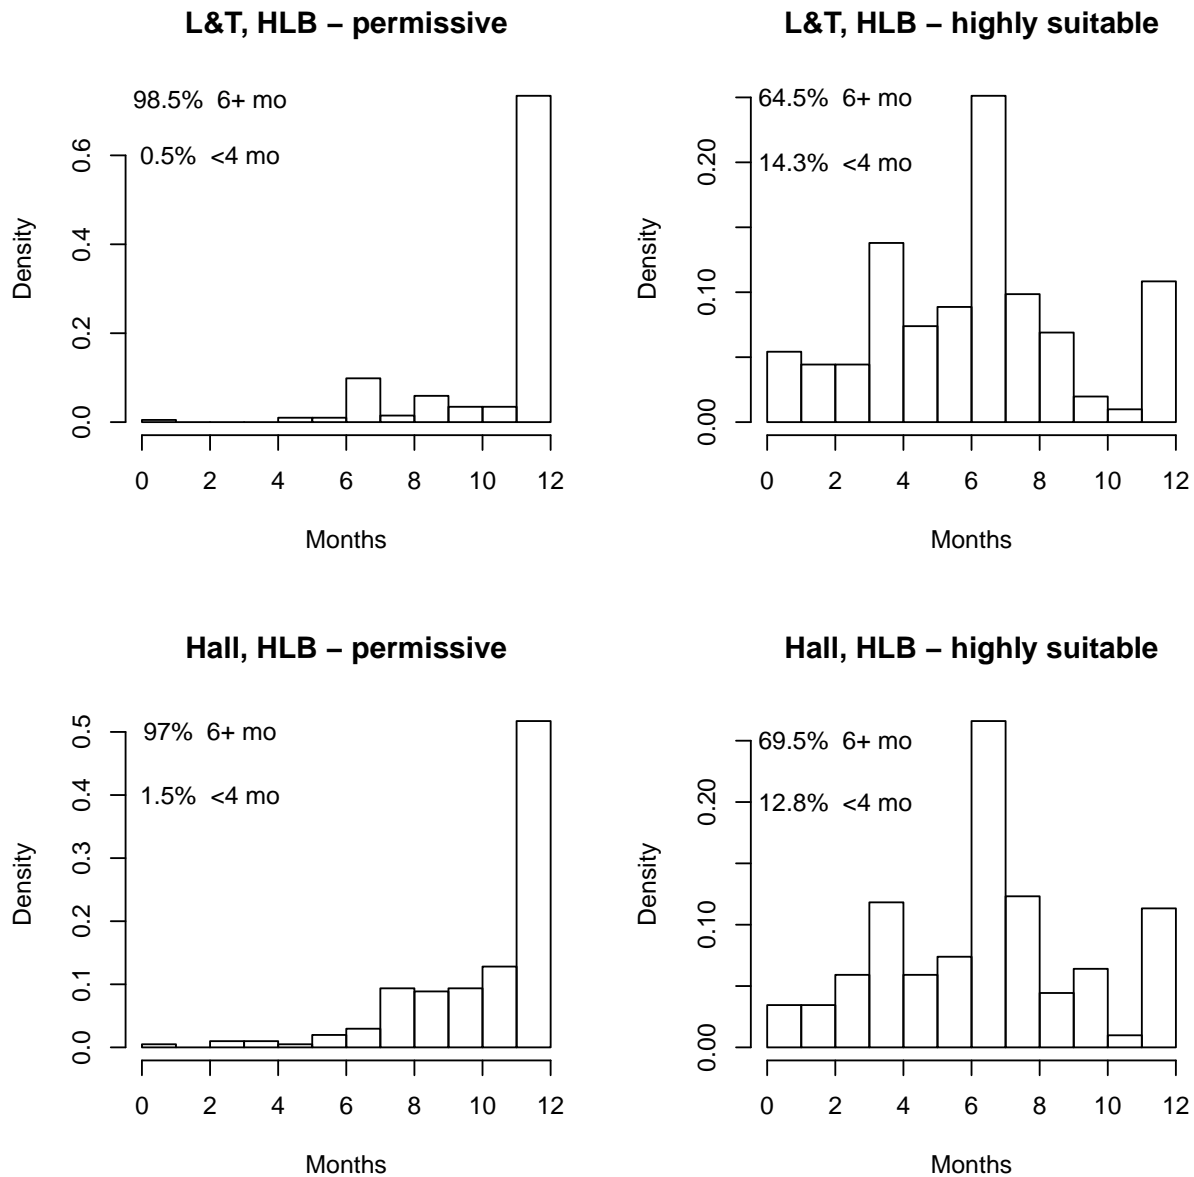 L&T, HLB – permissive
98.5%  6+ mo
0.5%  <4 mo
Density
0.0 0.2 0.4 0.6
0 2 4 6 8 10 12
Months
L&T, HLB – highly suitable
64.5%  6+ mo
14.3%  <4 mo
Density
0.00 0.10 0.20
0 2 4 6 8 10 12
Months
Hall, HLB – permissive
97%  6+ mo
1.5%  <4 mo
Density
0.0 0.1 0.2 0.3 0.4 0.5
0 2 4 6 8 10 12
Months
Hall, HLB – highly suitable
69.5%  6+ mo
12.8%  <4 mo
Density
0.00 0.10 0.20
0 2 4 6 8 10 12
Months